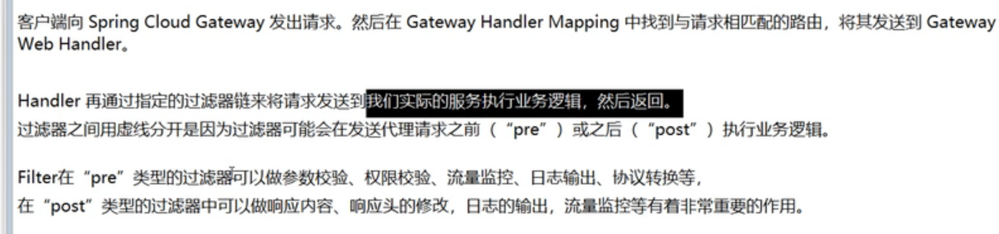 客户端向 Spring Cloud Gateway 发出请求。然后在 Gateway Handler Mapping 中找到与请求相匹配的路由，将其发送到 Gateway
Web Handler。
Handler 再通过指定的过滤器链来将请求发送到我们实际的服务执行业务逻辑，然后返回。
过滤器之间用虚线分开是因为过滤器可能会在发送代理请求之前（“pre”）或之后（“post”）执行业务逻辑。
Filter在“pre”类型的过滤器可以做参数校验、权限校验、流量监控、日志输出、协议转换等，
在“post”类型的过滤器中可以做响应内容、响应头的修改，日志的输出，流量监控等有着非常重要的作用。